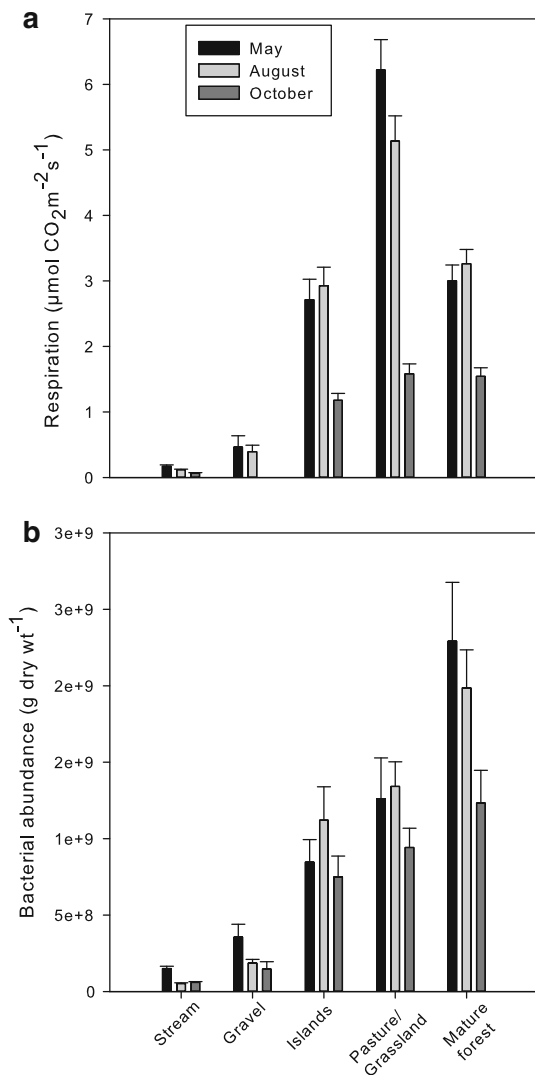 a
Respiration (µmol CO2m-2s-1)
7
6
5
4
3
2
1
0
May
August
October
b
Bacterial abundance (g dry wt-1)
3e+9
3e+9
2e+9
2e+9
1e+9
5e+8
0
Stream
Gravel
Islands
Pasture/
Grassland
Mature
forest